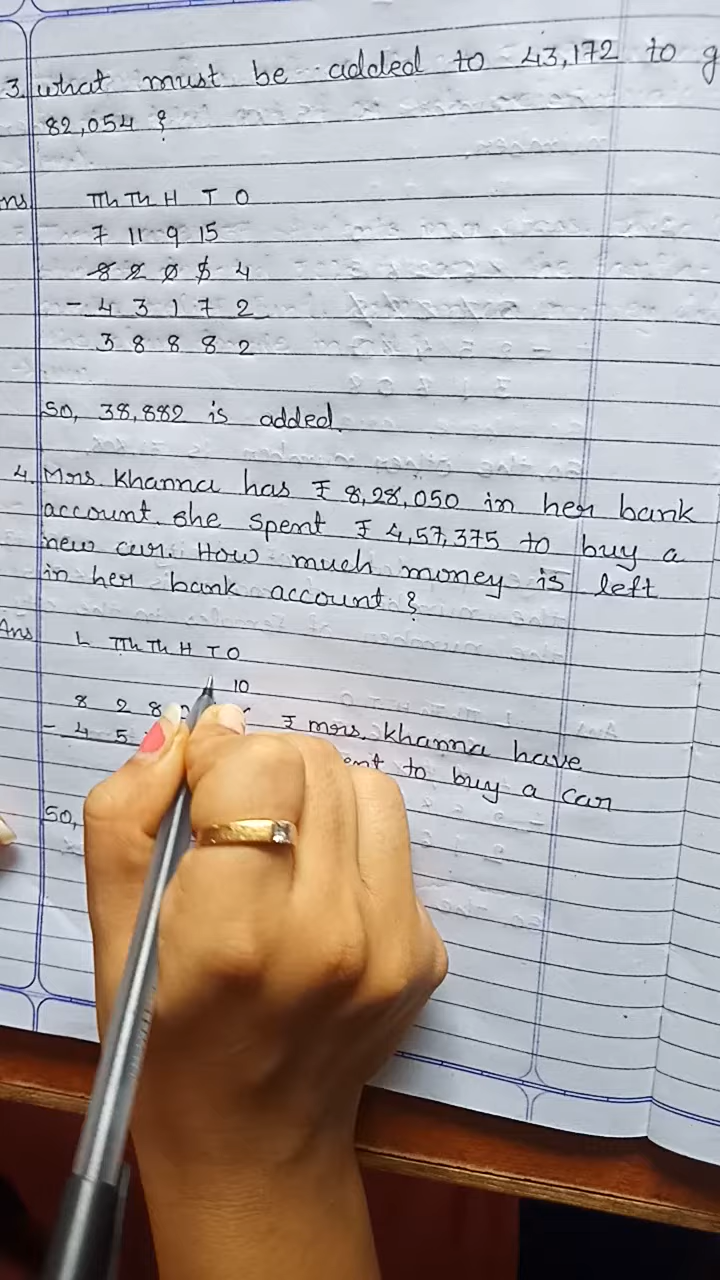 3. what must be added to 43,172 to g
82,054 ?
ns TTh Th H T O
7 11 9 15
8 2 0 5 4
- 4 3 1 7 2
3 8 8 8 2
So, 38,882 is added.
4. Mrs. Khanna has ₹ 8,28,050 in her bank
account. she spent ₹ 4,57,375 to buy a
new car. How much money is left
in her bank account ?
Ans L TTh Th H T O
10
8 2 8
- 4 5
₹ mrs. khanna have
ent to buy a car
So,